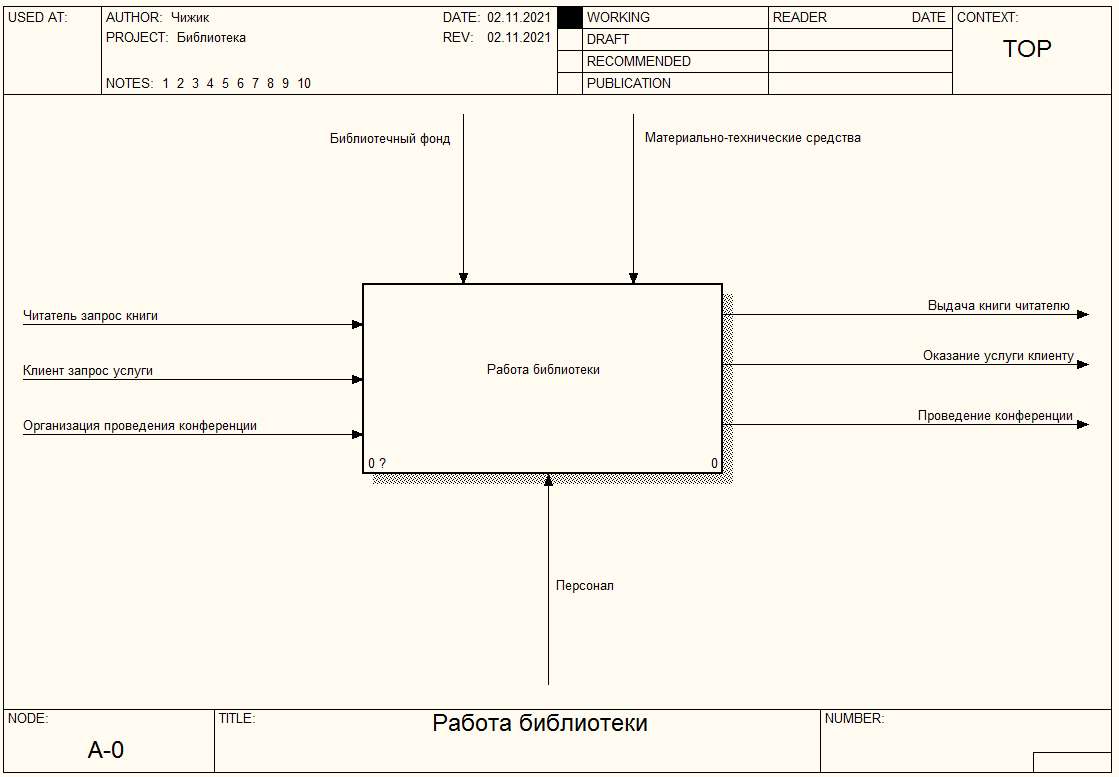 USED AT:
AUTHOR: Чижик
DATE: 02.11.2021
PROJECT: Библиотека
REV: 02.11.2021
NOTES: 1 2 3 4 5 6 7 8 9 10
WORKING
DRAFT
RECOMMENDED
PUBLICATION
READER
DATE
CONTEXT:
TOP
Библиотечный фонд
Материально-технические средства
Читатель запрос книги
Клиент запрос услуги
Организация проведения конференции
Работа библиотеки
0 ?
0
Выдача книги читателю
Оказание услуги клиенту
Проведение конференции
Персонал
NODE:
A-0
TITLE:
Работа библиотеки
NUMBER: